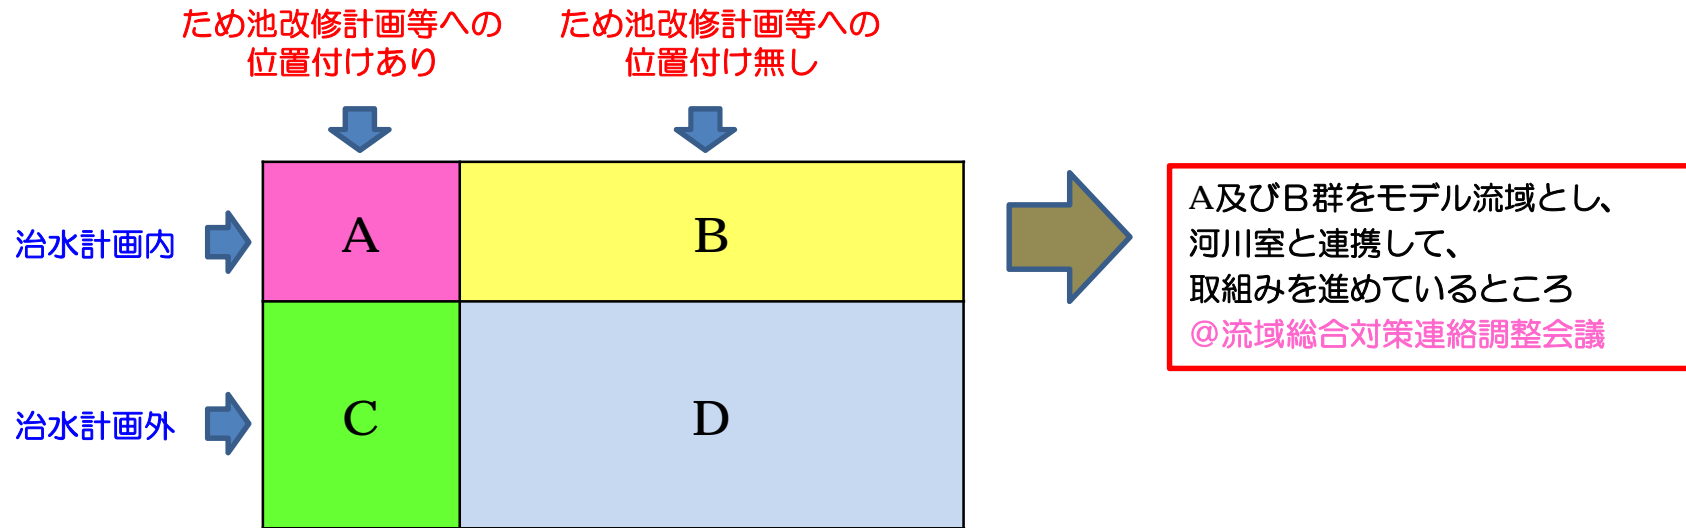 ため池改修計画等への
位置付けあり
ため池改修計画等への
位置付け無し
治水計画内
A
B
A及びB群をモデル流域とし、
河川室と連携して、
取組みを進めているところ
@流域総合対策連絡調整会議
治水計画外
C
D